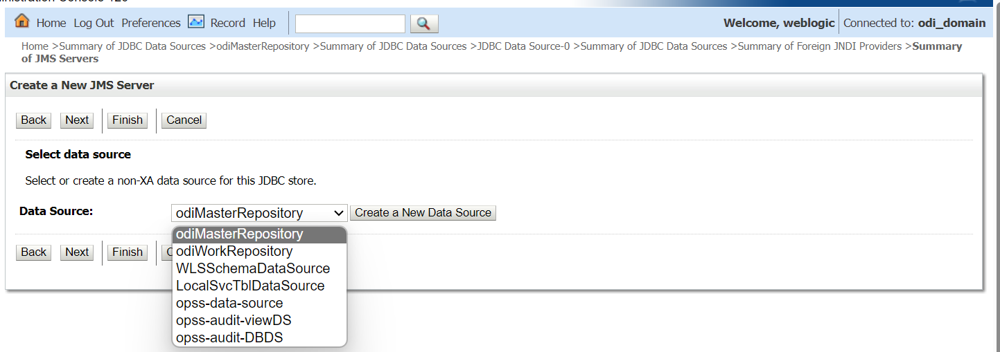 Home Log Out Preferences Record Help
Welcome, weblogic Connected to: odi_domain
Home >Summary of JDBC Data Sources >odiMasterRepository >Summary of JDBC Data Sources >JDBC Data Source-0 >Summary of JDBC Data Sources >Summary of Foreign JNDI Providers >Summary
of JMS Servers
Create a New JMS Server
Back Next Finish Cancel
Select data source
Select or create a non-XA data source for this JDBC store.
Data Source: odiMasterRepository Create a New Data Source
odiMasterRepository
odiWorkRepository
Back Next Finish
WLSSchemaDataSource
LocalSvcTblDataSource
opss-data-source
opss-audit-viewDS
opss-audit-DBDS